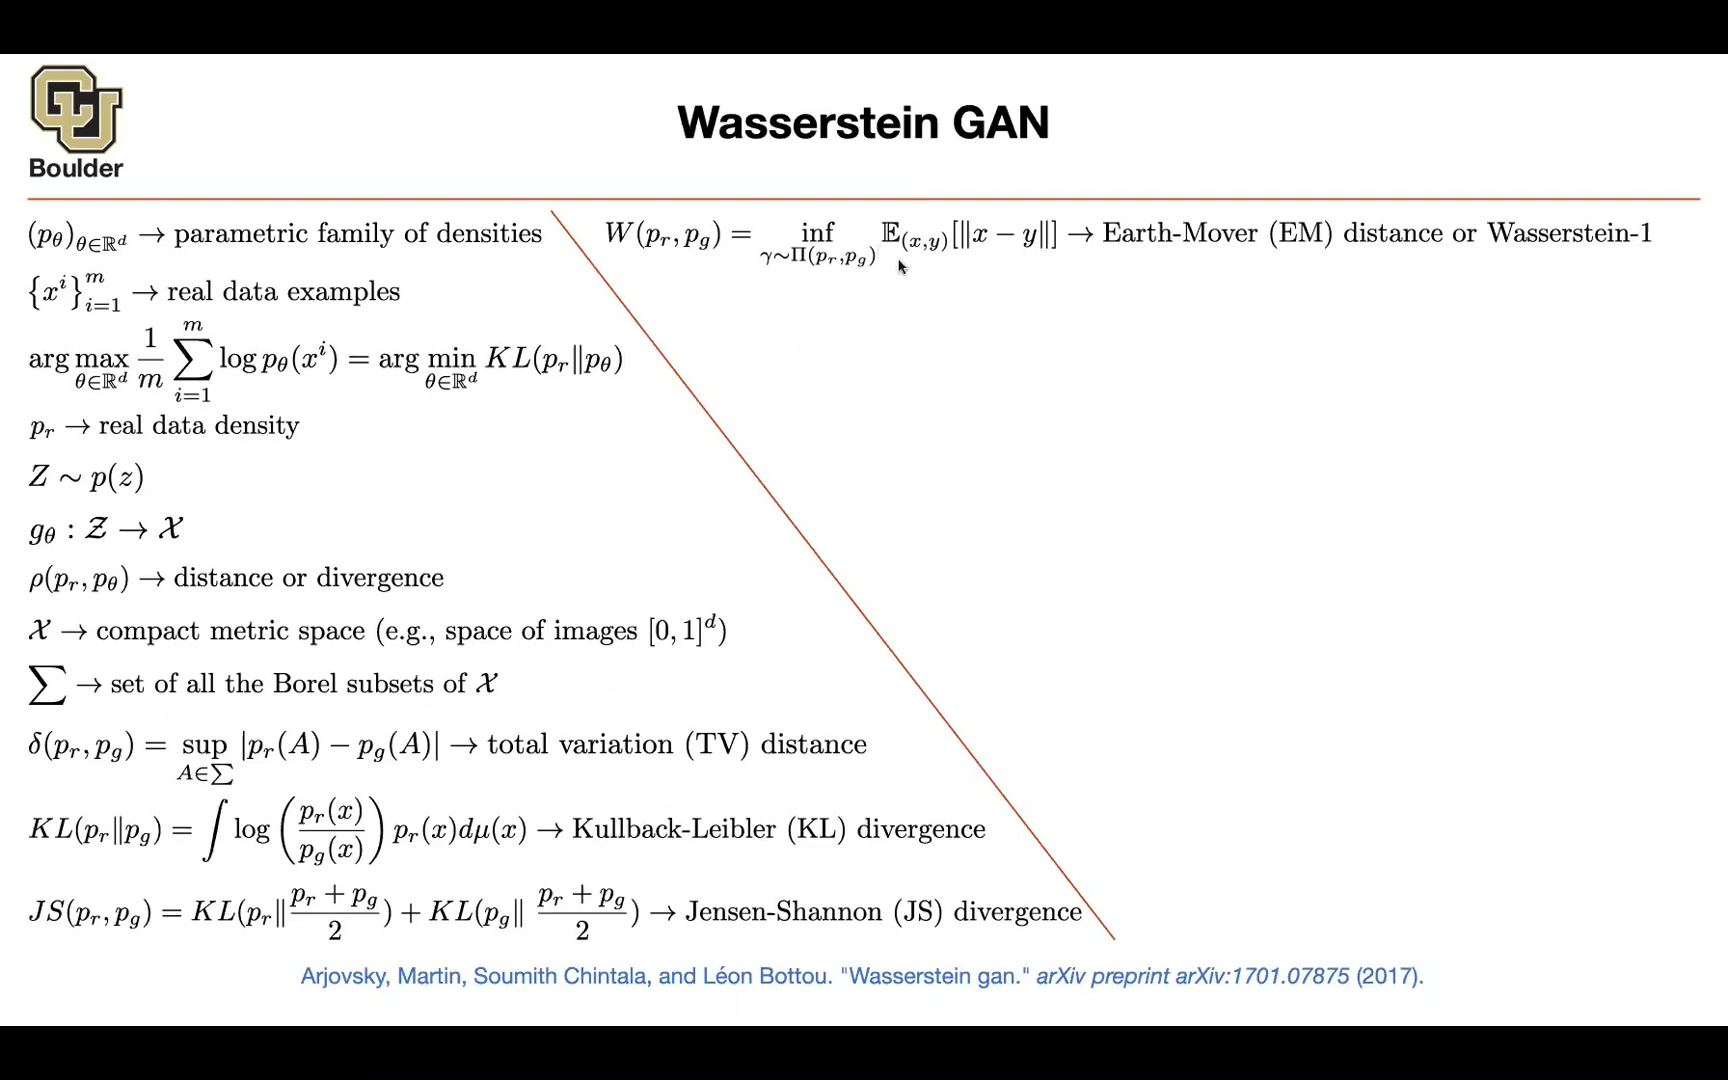 CU
Boulder
Wasserstein GAN
(p_θ)_{θ∈ℝ^d} → parametric family of densities
{x^i}_{i=1}^m → real data examples
arg max_{θ∈ℝ^d} \frac{1}{m} ∑_{i=1}^m log p_θ(x^i) = arg min_{θ∈ℝ^d} KL(p_r‖p_θ)
p_r → real data density
Z ∼ p(z)
g_θ : 𝒵 → 𝒳
ρ(p_r, p_θ) → distance or divergence
𝒳 → compact metric space (e.g., space of images [0, 1]^d)
∑ → set of all the Borel subsets of 𝒳
δ(p_r, p_g) = sup_{A∈∑} |p_r(A) − p_g(A)| → total variation (TV) distance
KL(p_r‖p_g) = ∫ log (\frac{p_r(x)}{p_g(x)}) p_r(x)dμ(x) → Kullback-Leibler (KL) divergence
JS(p_r, p_g) = KL(p_r‖\frac{p_r + p_g}{2}) + KL(p_g‖\frac{p_r + p_g}{2}) → Jensen-Shannon (JS) divergence
W(p_r, p_g) = inf_{γ∼Π(p_r,p_g)} 𝔼_{(x,y)}[‖x − y‖] → Earth-Mover (EM) distance or Wasserstein-1
Arjovsky, Martin, Soumith Chintala, and Léon Bottou. "Wasserstein gan." arXiv preprint arXiv:1701.07875 (2017).